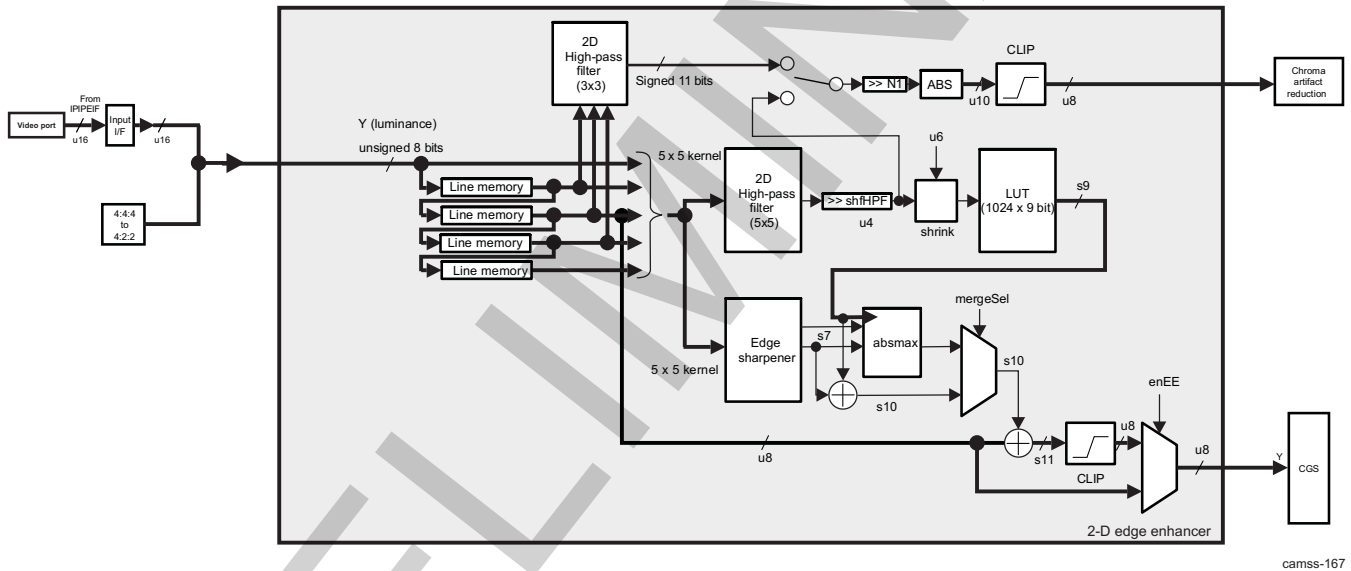 2D
High-pass
filter
(3x3)
Signed 11 bits
>> N1
ABS
u10
CLIP
u8
Chroma
artifact
reduction
From
IPIPEIF
Video port
u16
Input
I/F
u16
Y (luminance)
unsigned 8 bits
4:4:4
to
4:2:2
Line memory
Line memory
Line memory
Line memory
5 x 5 kernel
2D
High-pass
filter
(5x5)
>> shfHPF
u4
u6
shrink
LUT
(1024 x 9 bit)
s9
5 x 5 kernel
Edge
sharpener
s7
absmax
s10
mergeSel
s10
u8
s11
CLIP
u8
enEE
u8
Y
CGS
2-D edge enhancer
camss-167